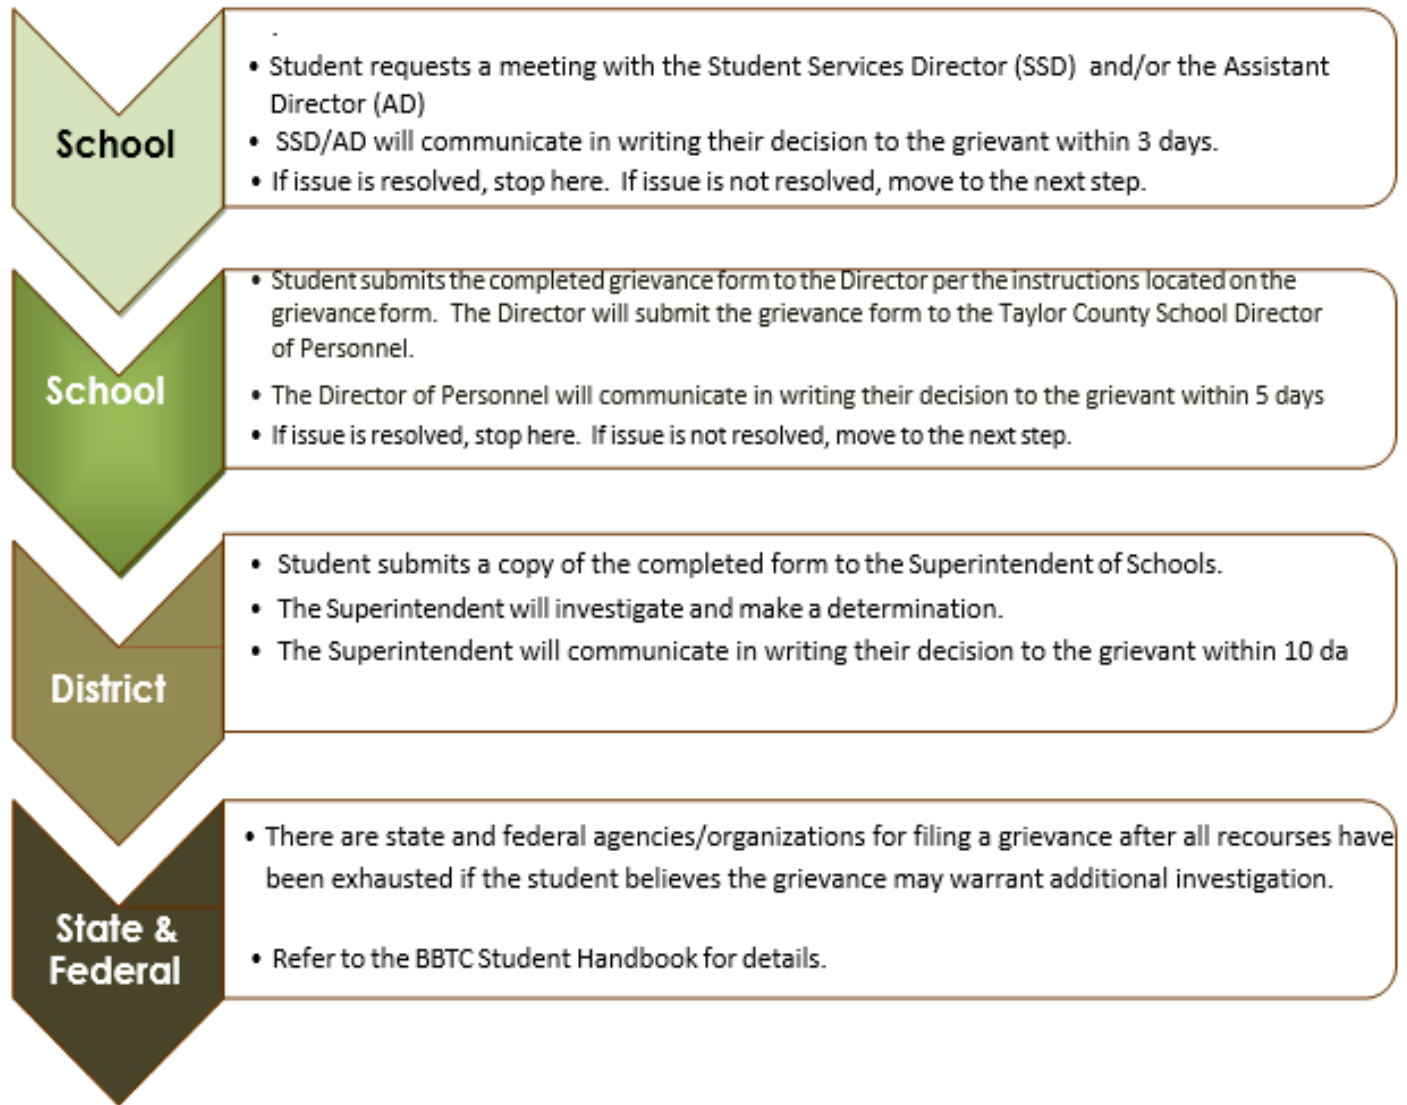 .
• Student requests a meeting with the Student Services Director (SSD) and/or the Assistant
Director (AD)
School
• SSD/AD will communicate in writing their decision to the grievant within 3 days.
• If issue is resolved, stop here. If issue is not resolved, move to the next step.
• Student submits the completed grievance form to the Director per the instructions located on the
grievance form. The Director will submit the grievance form to the Taylor County School Director
of Personnel.
School
• The Director of Personnel will communicate in writing their decision to the grievant within 5 days
• If issue is resolved, stop here. If issue is not resolved, move to the next step.
• Student submits a copy of the completed form to the Superintendent of Schools.
• The Superintendent will investigate and make a determination.
• The Superintendent will communicate in writing their decision to the grievant within 10 da
District
• There are state and federal agencies/organizations for filing a grievance after all recourses have
been exhausted if the student believes the grievance may warrant additional investigation.
State &
Federal
• Refer to the BBTC Student Handbook for details.